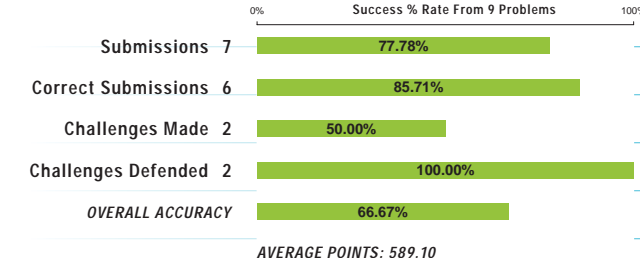 0% Success % Rate From 9 Problems 100%
Submissions 7 77.78%
Correct Submissions 6 85.71%
Challenges Made 2 50.00%
Challenges Defended 2 100.00%
OVERALL ACCURACY 66.67%
AVERAGE POINTS: 589.10